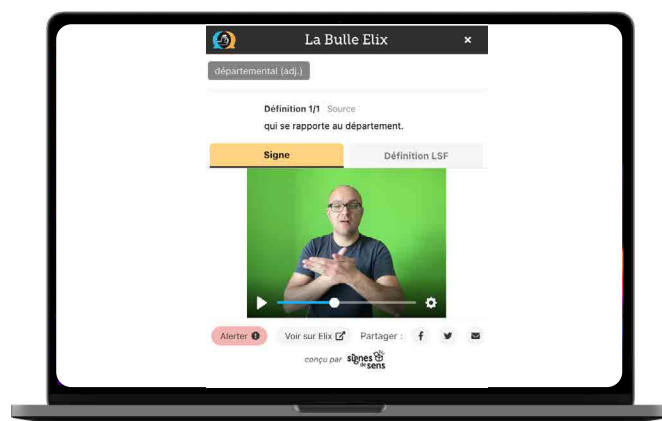 La Bulle Elix ×
départemental (adj.)
Définition 1/1 Source
qui se rapporte au département.
Signe Définition LSF
Alerter Voir sur Elix Partager :
conçu par signes de sens